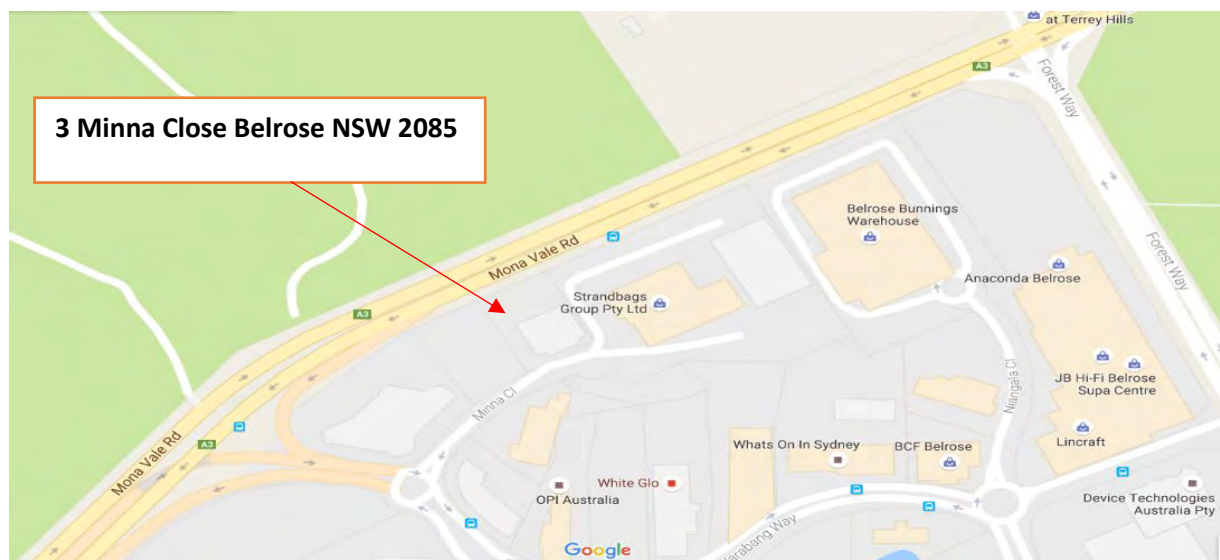 at Terrey Hills
A3
Forest Way
3 Minna Close Belrose NSW 2085
Belrose Bunnings
Warehouse
Mona Vale Rd
Forest Way
Anaconda Belrose
Strandbags
Group Pty Ltd
A3
JB Hi-Fi Belrose
Supa Centre
Niangala Cl
Minna Cl
Lincraft
Mona Vale Rd
A3
Whats On In Sydney
BCF Belrose
White Glo
OPI Australia
Device Technologies
Australia Pty
arabang Way
Google